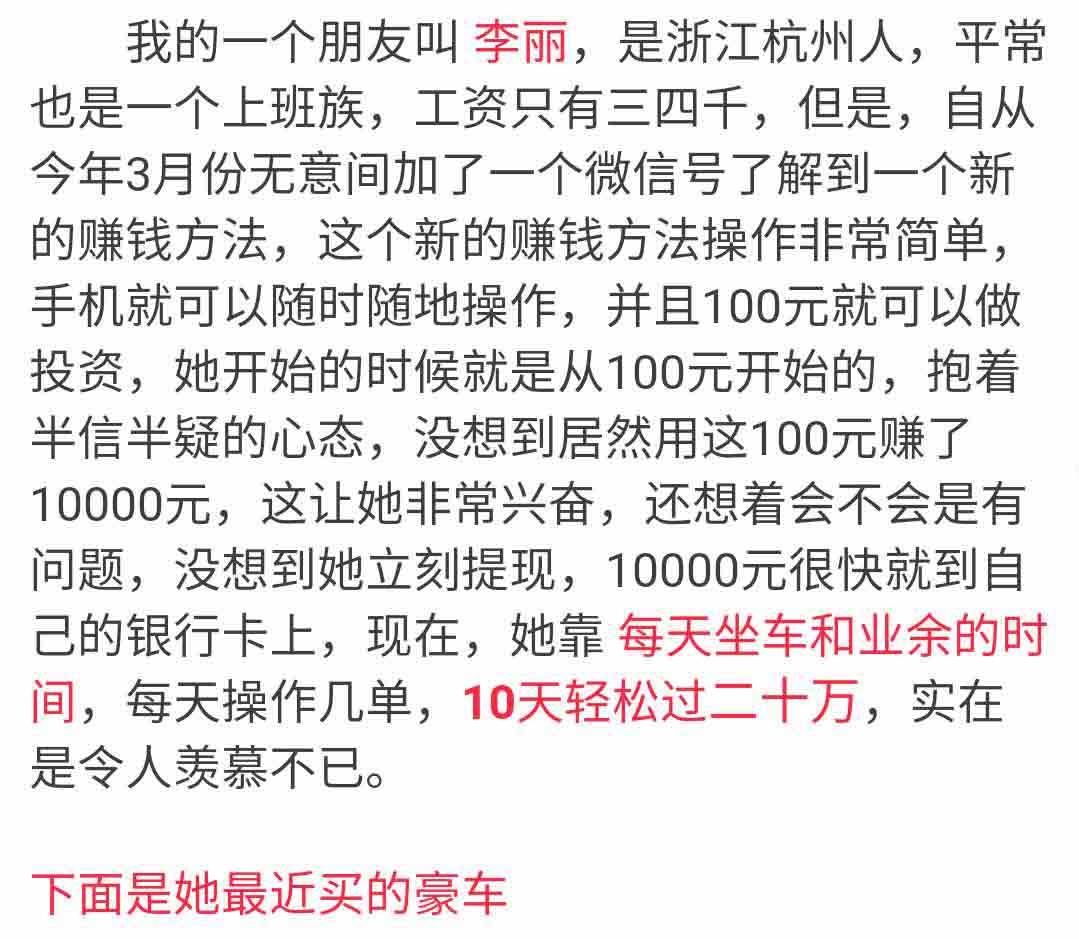 我的一个朋友叫 李丽，是浙江杭州人，平常
也是一个上班族，工资只有三四千，但是，自从
今年3月份无意间加了一个微信号了解到一个新
的赚钱方法，这个新的赚钱方法操作非常简单，
手机就可以随时随地操作，并且100元就可以做
投资，她开始的时候就是从100元开始的，抱着
半信半疑的心态，没想到居然用这100元赚了
10000元，这让她非常兴奋，还想着会不会是有
问题，没想到她立刻提现，10000元很快就到自
己的银行卡上，现在，她靠 每天坐车和业余的时
间，每天操作几单，10天轻松过二十万，实在
是令人羡慕不已。
下面是她最近买的豪车